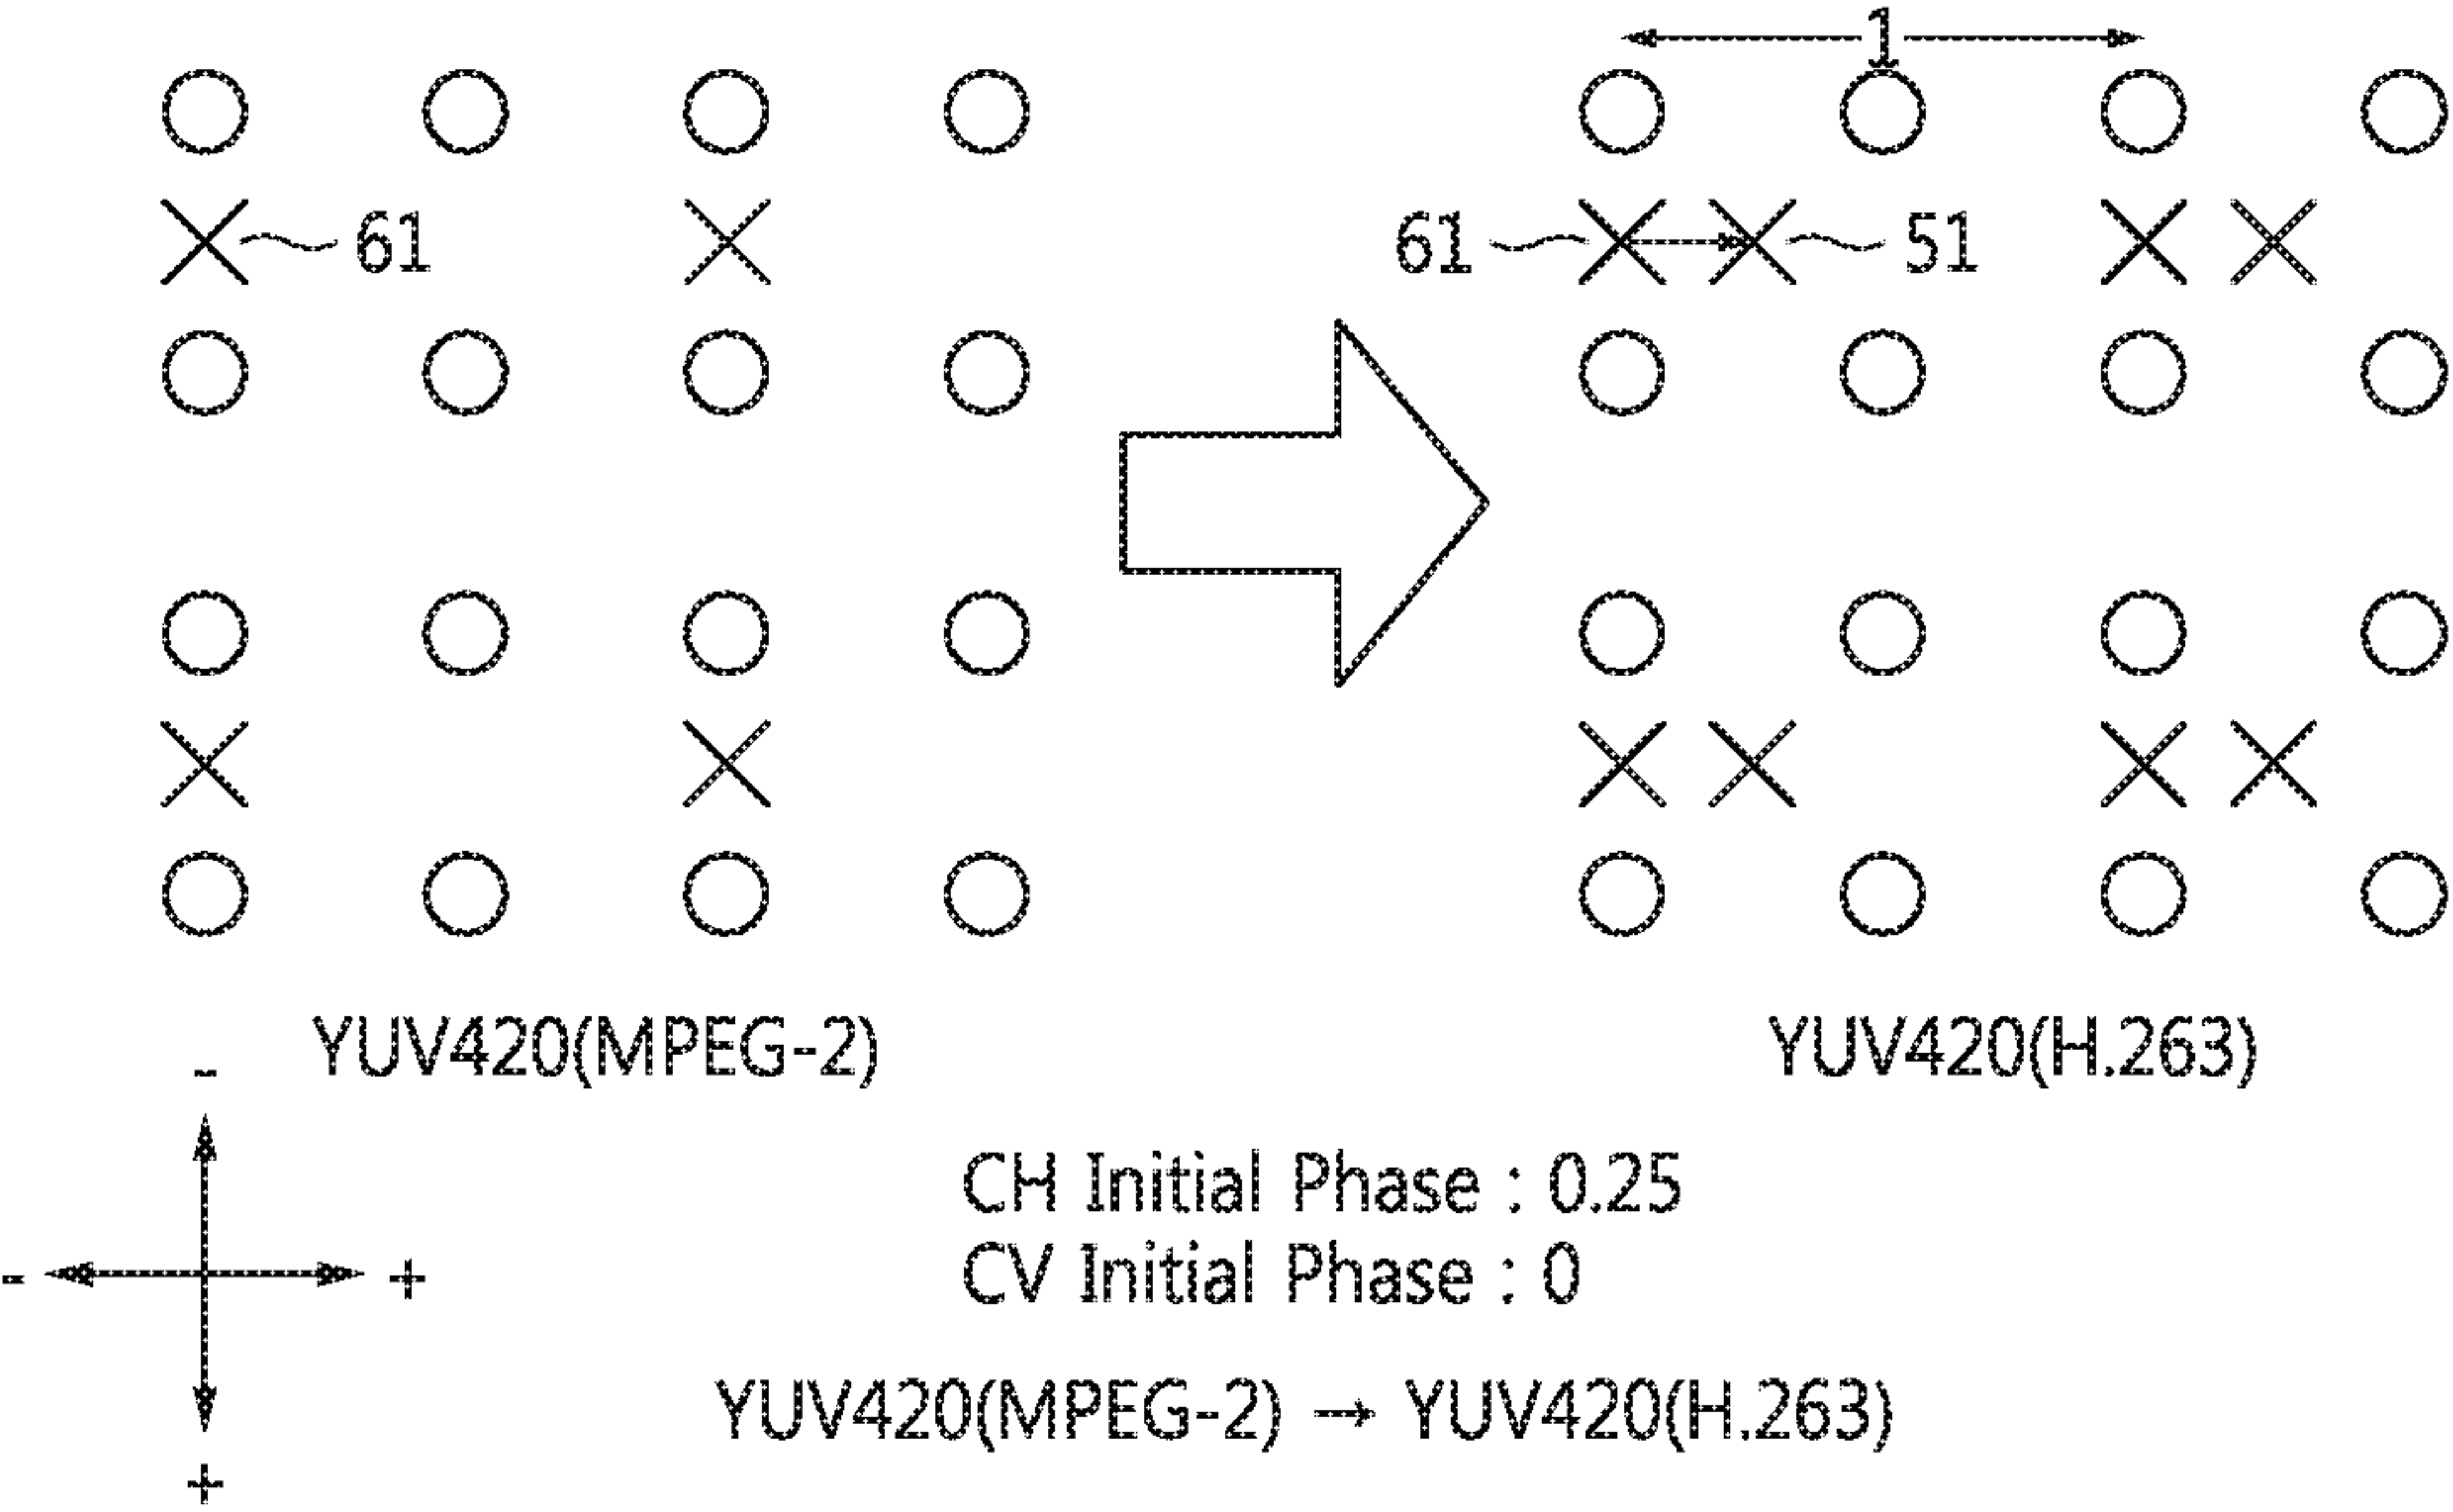 1
61
61
51
YUV420(MPEG-2)
YUV420(H.263)
-
-
+
+
CH Initial Phase : 0.25
CV Initial Phase : 0
YUV420(MPEG-2) → YUV420(H.263)